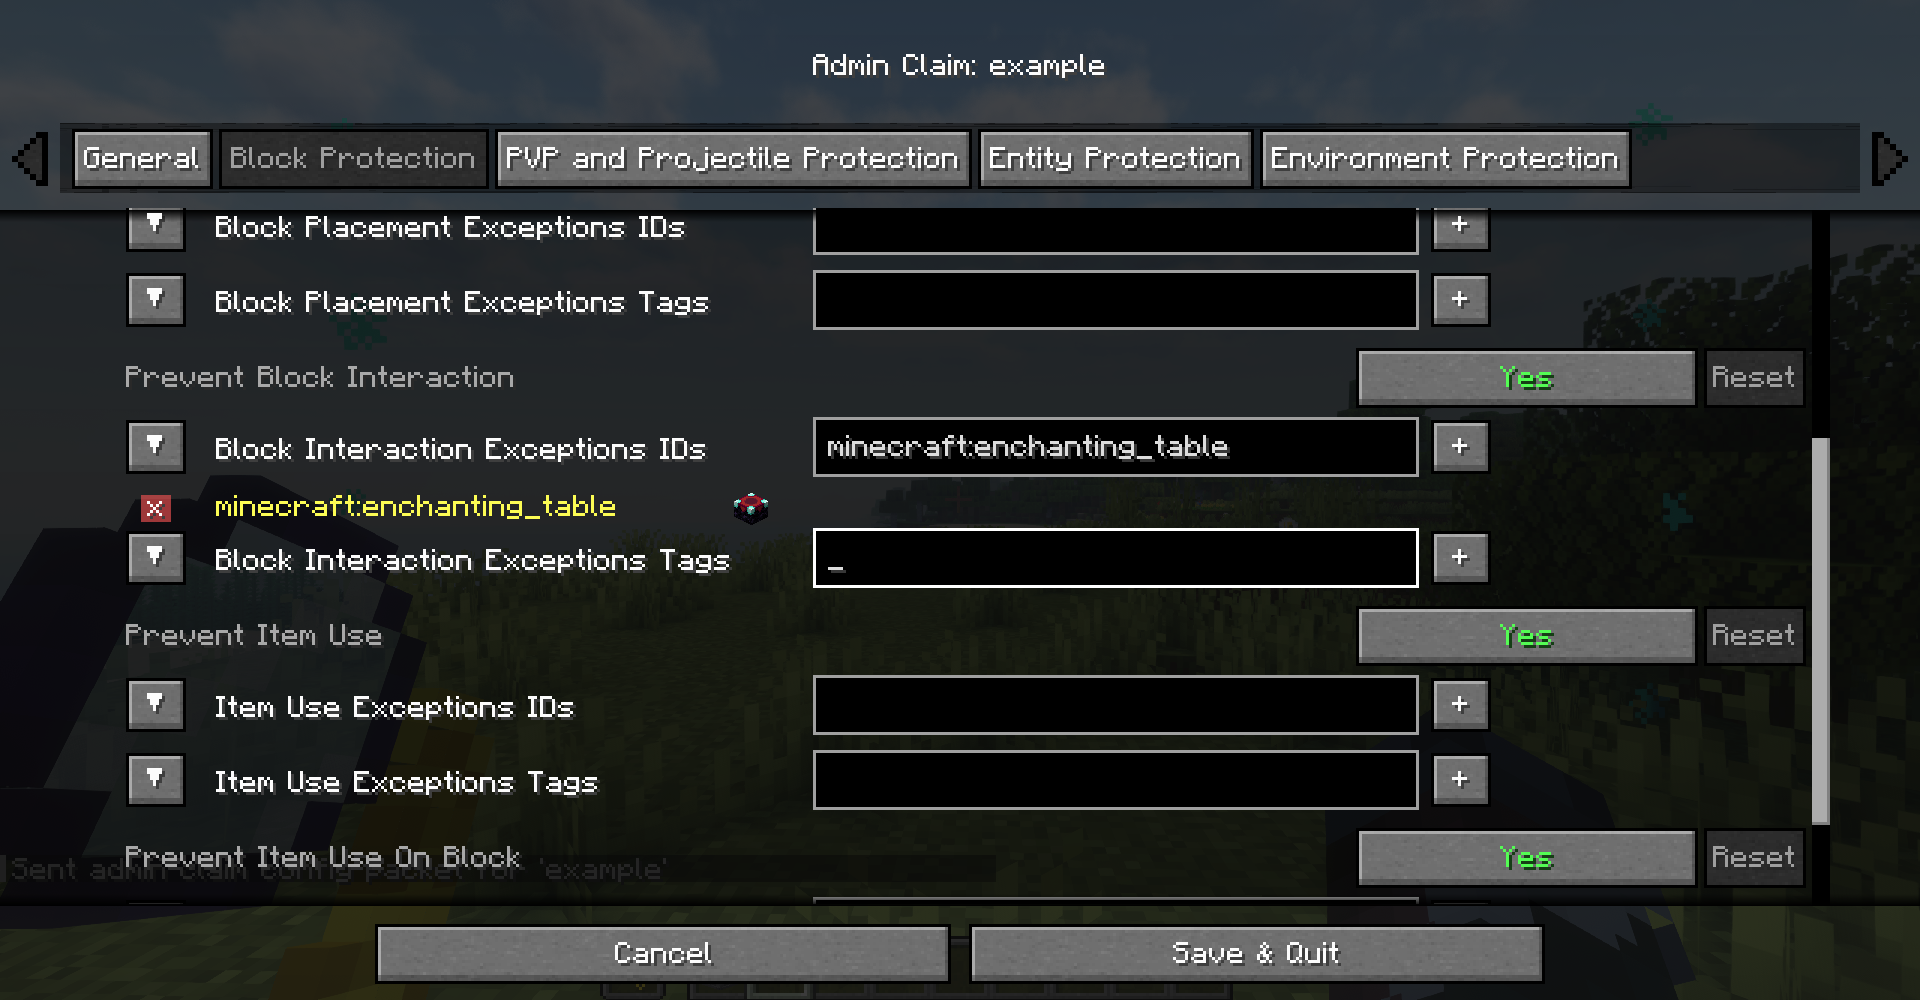 Admin Claim: example
General Block Protection PVP and Projectile Protection Entity Protection Environment Protection
Block Placement Exceptions IDs +
Block Placement Exceptions Tags +
Prevent Block Interaction Yes Reset
Block Interaction Exceptions IDs minecraft:enchanting_table +
x minecraft:enchanting_table
Block Interaction Exceptions Tags _ +
Prevent Item Use Yes Reset
Item Use Exceptions IDs +
Item Use Exceptions Tags +
Prevent Item Use On Block Yes Reset
Sent admin claim config packet for 'example'
Cancel Save & Quit